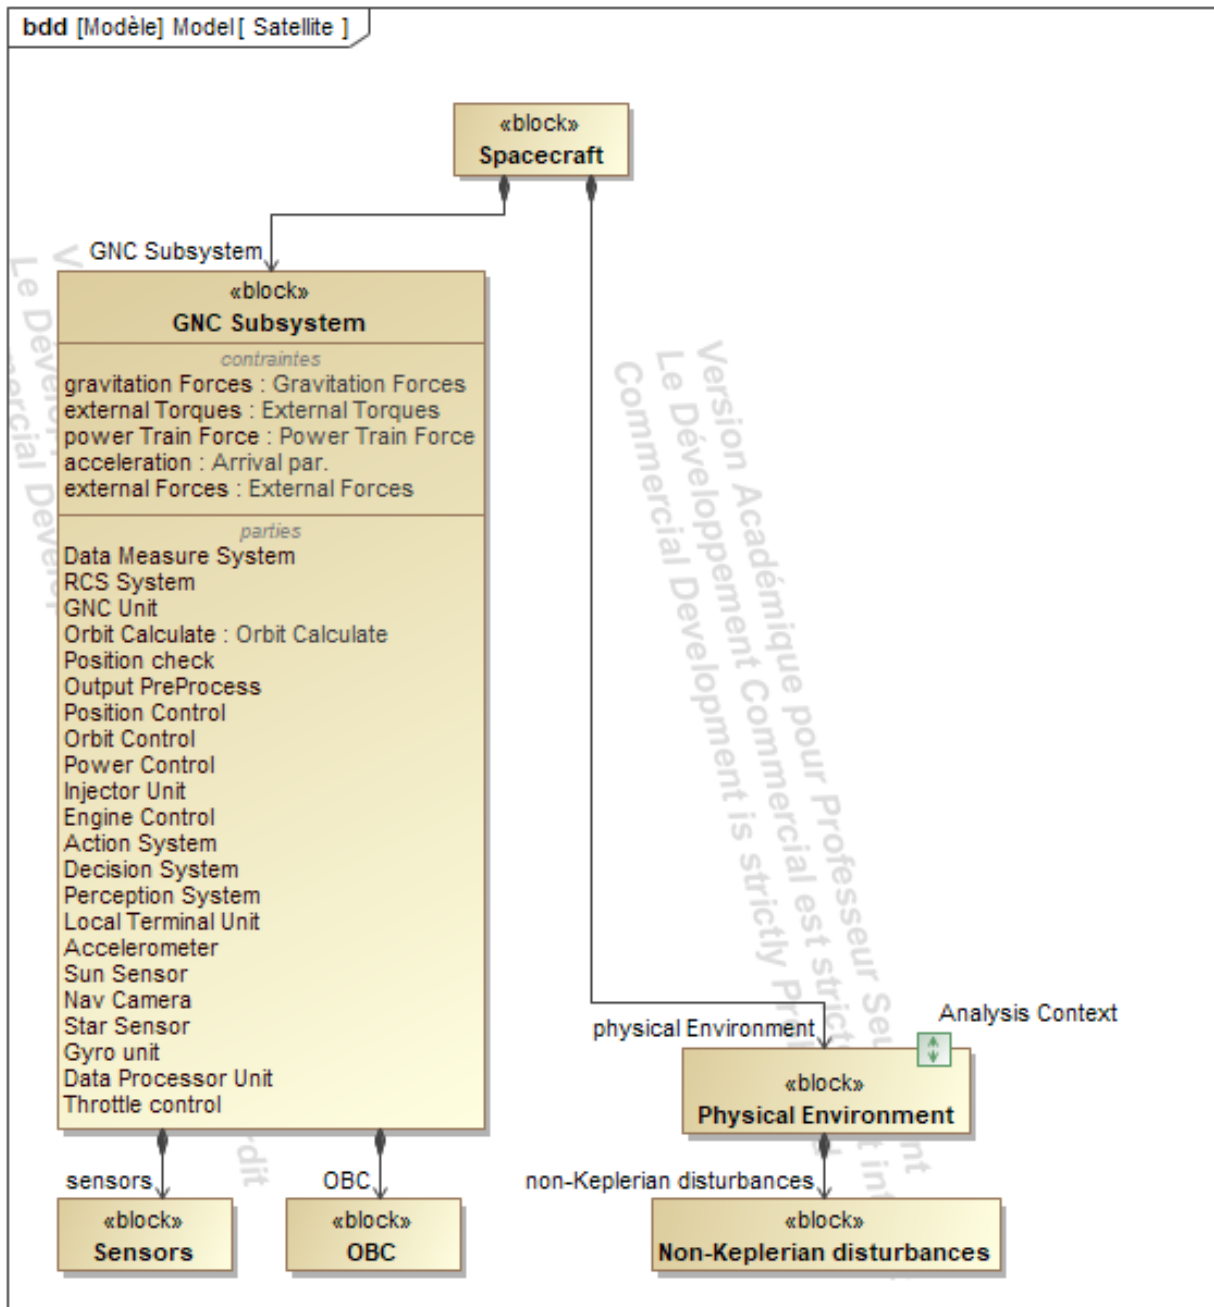 bdd [Modèle] Model[ Satellite ]
«block»
Spacecraft
GNC Subsystem
«block»
GNC Subsystem
contraintes
gravitation Forces : Gravitation Forces
external Torques : External Torques
power Train Force : Power Train Force
acceleration : Arrival par.
external Forces : External Forces
parties
Data Measure System
RCS System
GNC Unit
Orbit Calculate : Orbit Calculate
Position check
Output PreProcess
Position Control
Orbit Control
Power Control
Injector Unit
Engine Control
Action System
Decision System
Perception System
Local Terminal Unit
Accelerometer
Sun Sensor
Nav Camera
Star Sensor
Gyro unit
Data Processor Unit
Throttle control
sensors
«block»
Sensors
OBC
«block»
OBC
Version Académique pour Professeur
Le Développement Commercial est
Commercial Development is strictly
physical Environment
Analysis Context
«block»
Physical Environment
non-Keplerian disturbances
«block»
Non-Keplerian disturbances